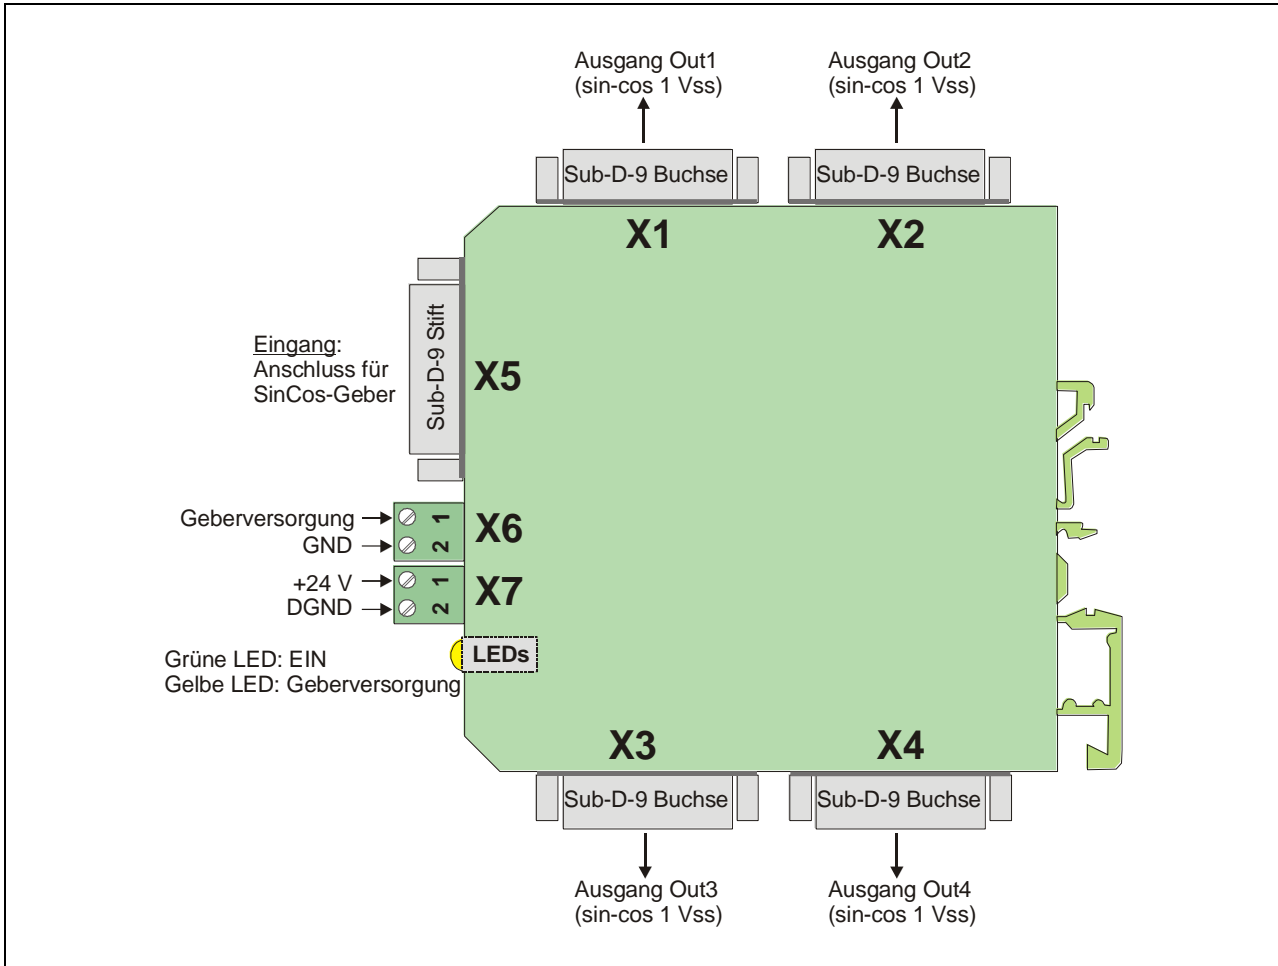 Ausgang Out1
(sin-cos 1 Vss)
Ausgang Out2
(sin-cos 1 Vss)
Sub-D-9 Buchse
Sub-D-9 Buchse
X1
X2
Eingang:
Anschluss für
SinCos-Geber
Sub-D-9 Stift
X5
Geberversorgung
1
GND
2
X6
+24 V
1
DGND
2
X7
Grüne LED: EIN
Gelbe LED: Geberversorgung
LEDs
X3
X4
Sub-D-9 Buchse
Sub-D-9 Buchse
Ausgang Out3
(sin-cos 1 Vss)
Ausgang Out4
(sin-cos 1 Vss)